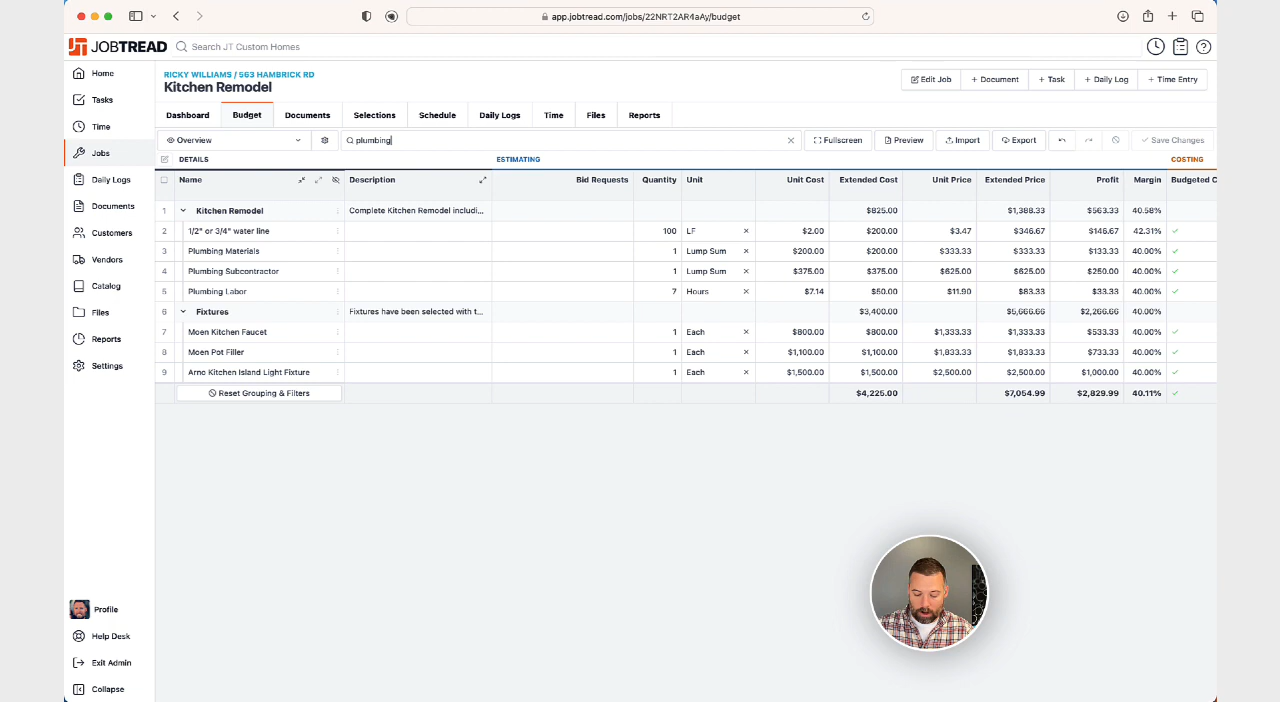 app.jobtread.com/jobs/22NRT2AR4aAy/budget
JOBTREAD Search JT Custom Homes
Home
Tasks
Time
Jobs
Daily Logs
Documents
Customers
Vendors
Catalog
Files
Reports
Settings
Profile
Help Desk
Exit Admin
Collapse
RICKY WILLIAMS / 563 HAMBRICK RD
Kitchen Remodel
Edit Job + Document + Task + Daily Log + Time Entry
Dashboard Budget Documents Selections Schedule Daily Logs Time Files Reports
Overview plumbing Fullscreen Preview Import Export Save Changes
DETAILS ESTIMATING COSTING
Name Description Bid Requests Quantity Unit Unit Cost Extended Cost Unit Price Extended Price Profit Margin Budgeted C
1 Kitchen Remodel Complete Kitchen Remodel includi... $825.00 $1,388.33 $563.33 40.58%
2 1/2" or 3/4" water line 100 LF $2.00 $200.00 $3.47 $346.67 $146.67 42.31%
3 Plumbing Materials 1 Lump Sum $200.00 $200.00 $333.33 $333.33 $133.33 40.00%
4 Plumbing Subcontractor 1 Lump Sum $375.00 $375.00 $625.00 $625.00 $250.00 40.00%
5 Plumbing Labor 7 Hours $7.14 $50.00 $11.90 $83.33 $33.33 40.00%
6 Fixtures Fixtures have been selected with t... $3,400.00 $5,666.66 $2,266.66 40.00%
7 Moen Kitchen Faucet 1 Each $800.00 $800.00 $1,333.33 $1,333.33 $533.33 40.00%
8 Moen Pot Filler 1 Each $1,100.00 $1,100.00 $1,833.33 $1,833.33 $733.33 40.00%
9 Arno Kitchen Island Light Fixture 1 Each $1,500.00 $1,500.00 $2,500.00 $2,500.00 $1,000.00 40.00%
Reset Grouping & Filters $4,225.00 $7,054.99 $2,829.99 40.11%